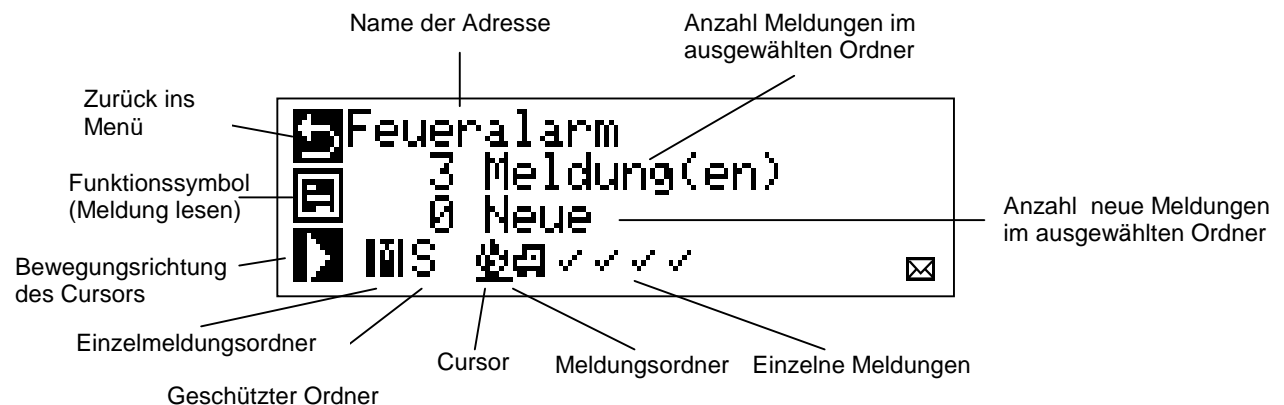 Name der Adresse
Anzahl Meldungen im
ausgewählten Ordner
Zurück ins
Menü
Feueralarm
3 Meldung(en)
Funktionssymbol
(Meldung lesen)
0 Neue
Anzahl neue Meldungen
im ausgewählten Ordner
Bewegungsrichtung
des Cursors
M S ✓ ✓ ✓ ✓
Einzelmeldungsordner
Cursor
Meldungsordner
Einzelne Meldungen
Geschützter Ordner